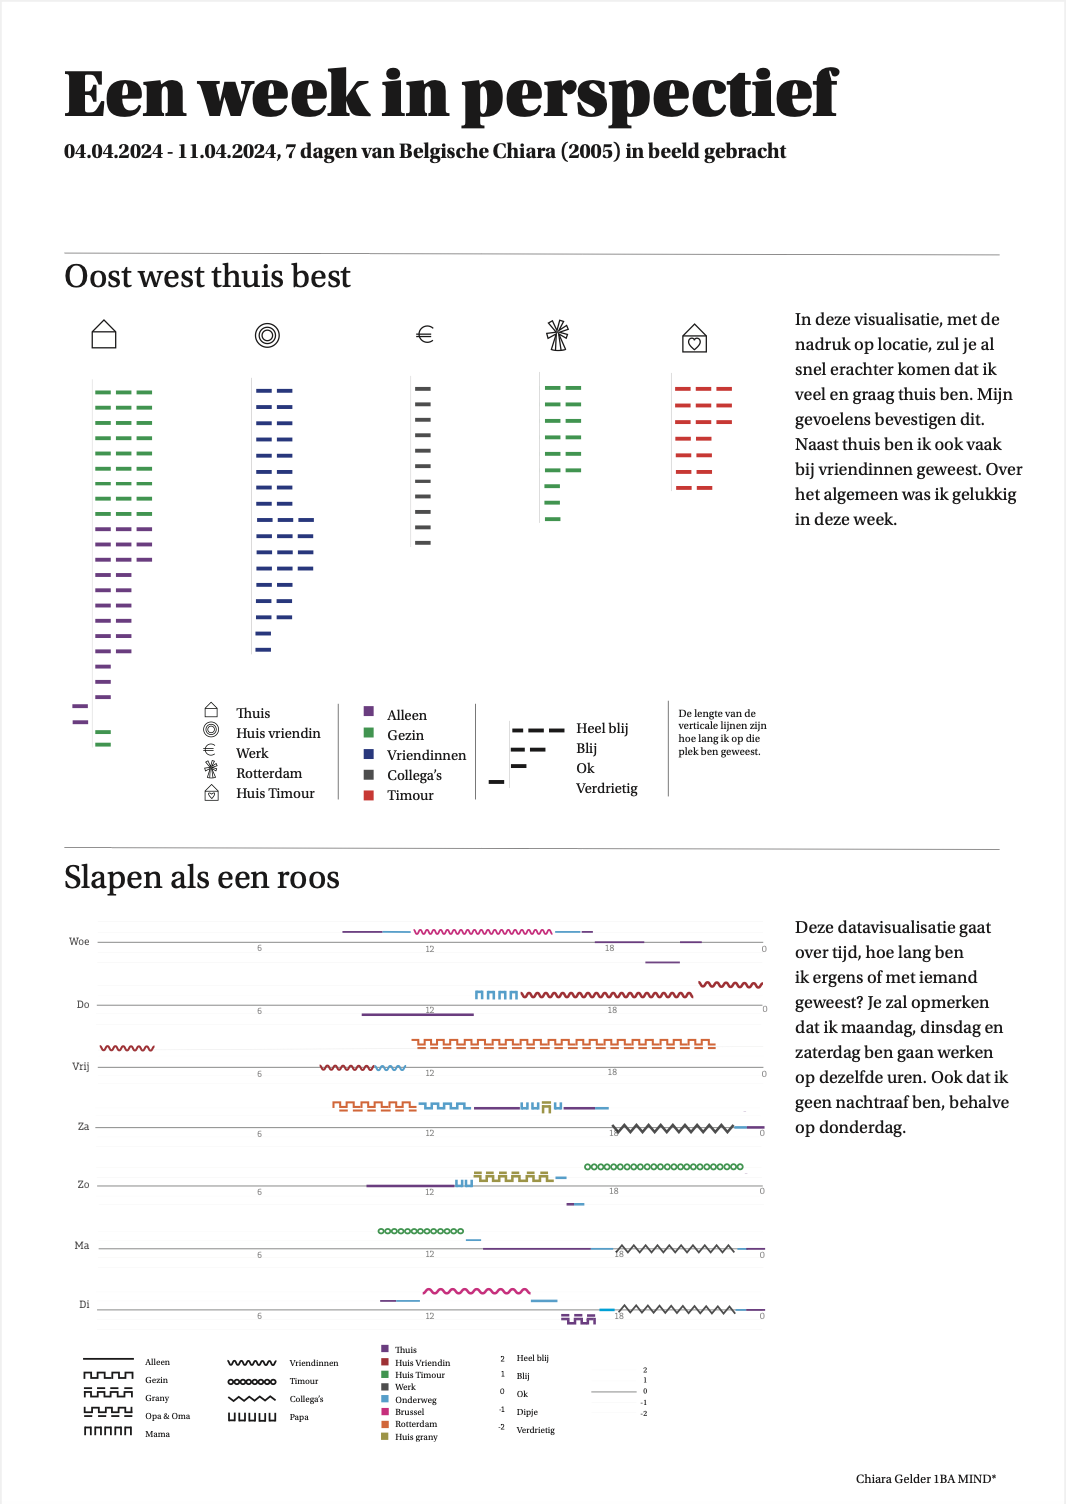 Een week in perspectief
04.04.2024 - 11.04.2024, 7 dagen van Belgische Chiara (2005) in beeld gebracht
Oost west thuis best
In deze visualisatie, met de
nadruk op locatie, zul je al
snel erachter komen dat ik
veel en graag thuis ben. Mijn
gevoelens bevestigen dit.
Naast thuis ben ik ook vaak
bij vriendinnen geweest. Over
het algemeen was ik gelukkig
in deze week.
Thuis
Huis vriendin
Werk
Rotterdam
Huis Timour
Alleen
Gezin
Vriendinnen
Collega's
Timour
Heel blij
Blij
Ok
Verdrietig
De lengte van de
verticale lijnen zijn
hoe lang ik op die
plek ben geweest.
Slapen als een roos
Woe 6 12 18 0
Do 6 12 18 0
Vrij 6 12 18 0
Za 6 12 18 0
Zo 6 12 18 0
Ma 6 12 18
Di 6 12 18 0
Deze datavisualisatie gaat
over tijd, hoe lang ben
ik ergens of met iemand
geweest? Je zal opmerken
dat ik maandag, dinsdag en
zaterdag ben gaan werken
op dezelfde uren. Ook dat ik
geen nachtraaf ben, behalve
op donderdag.
Alleen
Gezin
Grany
Opa & Oma
Mama
Vriendinnen
Timour
Collega's
Papa
Thuis
Huis Vriendin
Huis Timour
Werk
Onderweg
Brussel
Rotterdam
Huis grany
2 Heel blij
1 Blij
0 Ok
-1 Dipje
-2 Verdrietig
2
1
0
-1
-2
Chiara Gelder 1BA MIND*